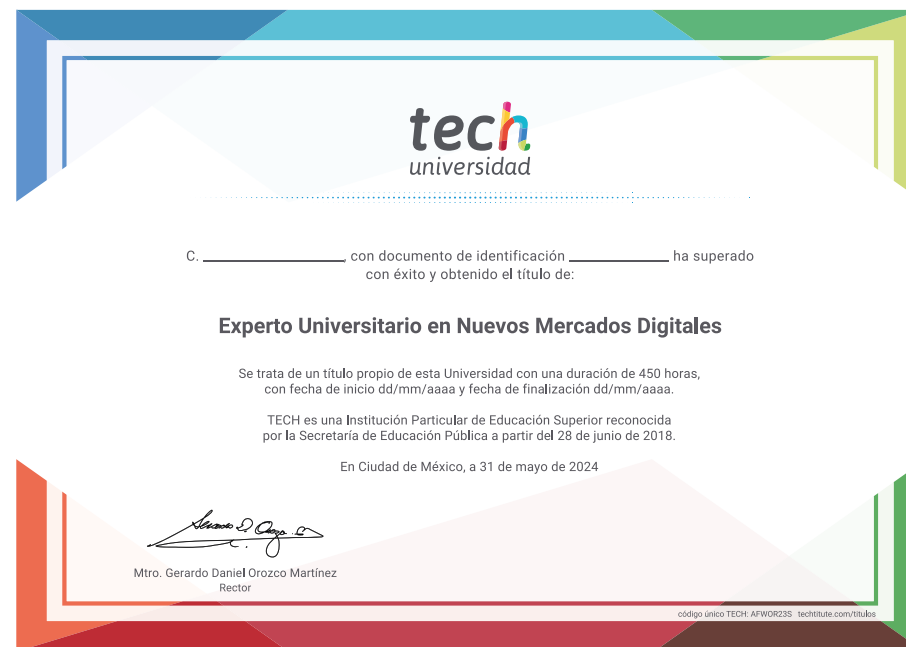 tech
universidad
C. ____________, con documento de identificación ____________ ha superado
con éxito y obtenido el título de:
Experto Universitario en Nuevos Mercados Digitales
Se trata de un título propio de esta Universidad con una duración de 450 horas,
con fecha de inicio dd/mm/aaaa y fecha de finalización dd/mm/aaaa.
TECH es una Institución Particular de Educación Superior reconocida
por la Secretaría de Educación Pública a partir del 28 de junio de 2018.
En Ciudad de México, a 31 de mayo de 2024
Mtro. Gerardo Daniel Orozco Martínez
Rector
código único TECH: AFWOR23S techtitute.com/titulos